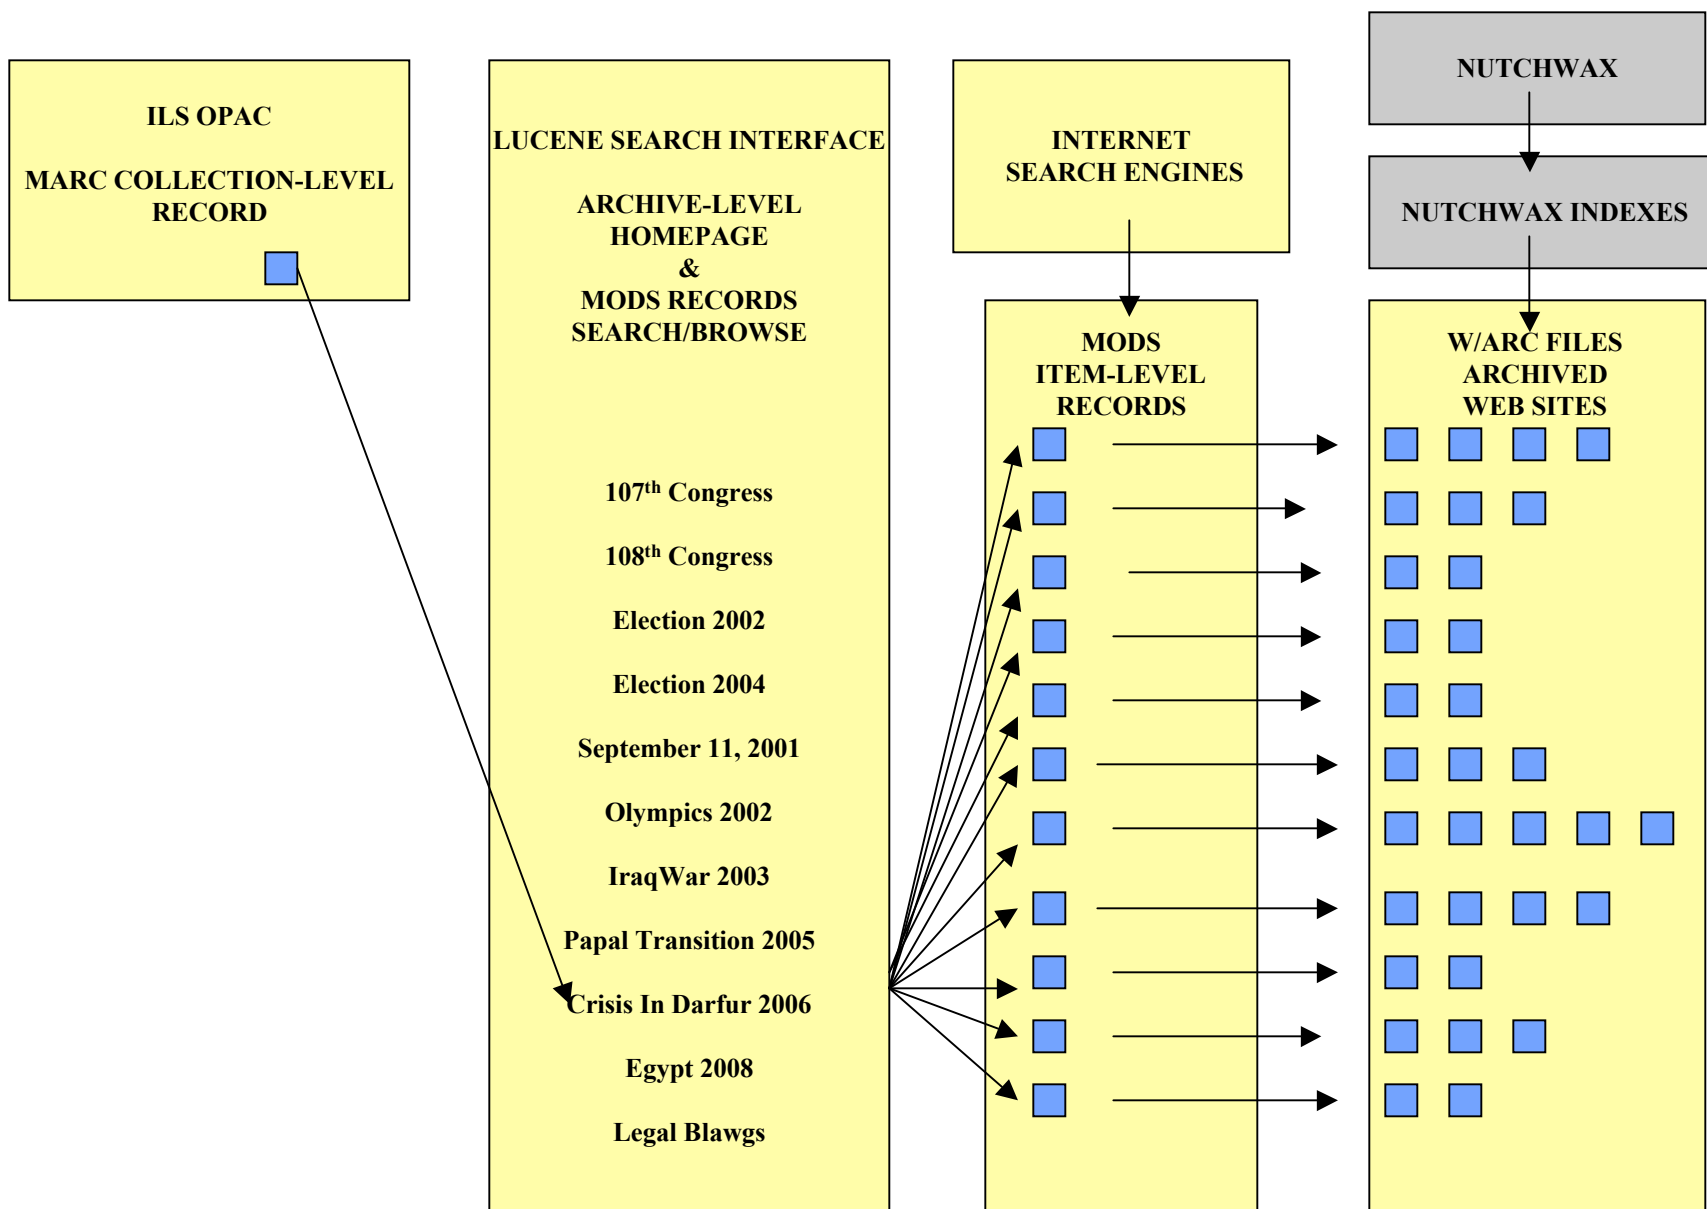 ILS OPAC
MARC COLLECTION-LEVEL
RECORD
LUCENE SEARCH INTERFACE
ARCHIVE-LEVEL
HOMEPAGE
&
MODS RECORDS
SEARCH/BROWSE
107th Congress
108th Congress
Election 2002
Election 2004
September 11, 2001
Olympics 2002
IraqWar 2003
Papal Transition 2005
Crisis In Darfur 2006
Egypt 2008
Legal Blawgs
INTERNET
SEARCH ENGINES
MODS
ITEM-LEVEL
RECORDS
NUTCHWAX
NUTCHWAX INDEXES
W/ARC FILES
ARCHIVED
WEB SITES